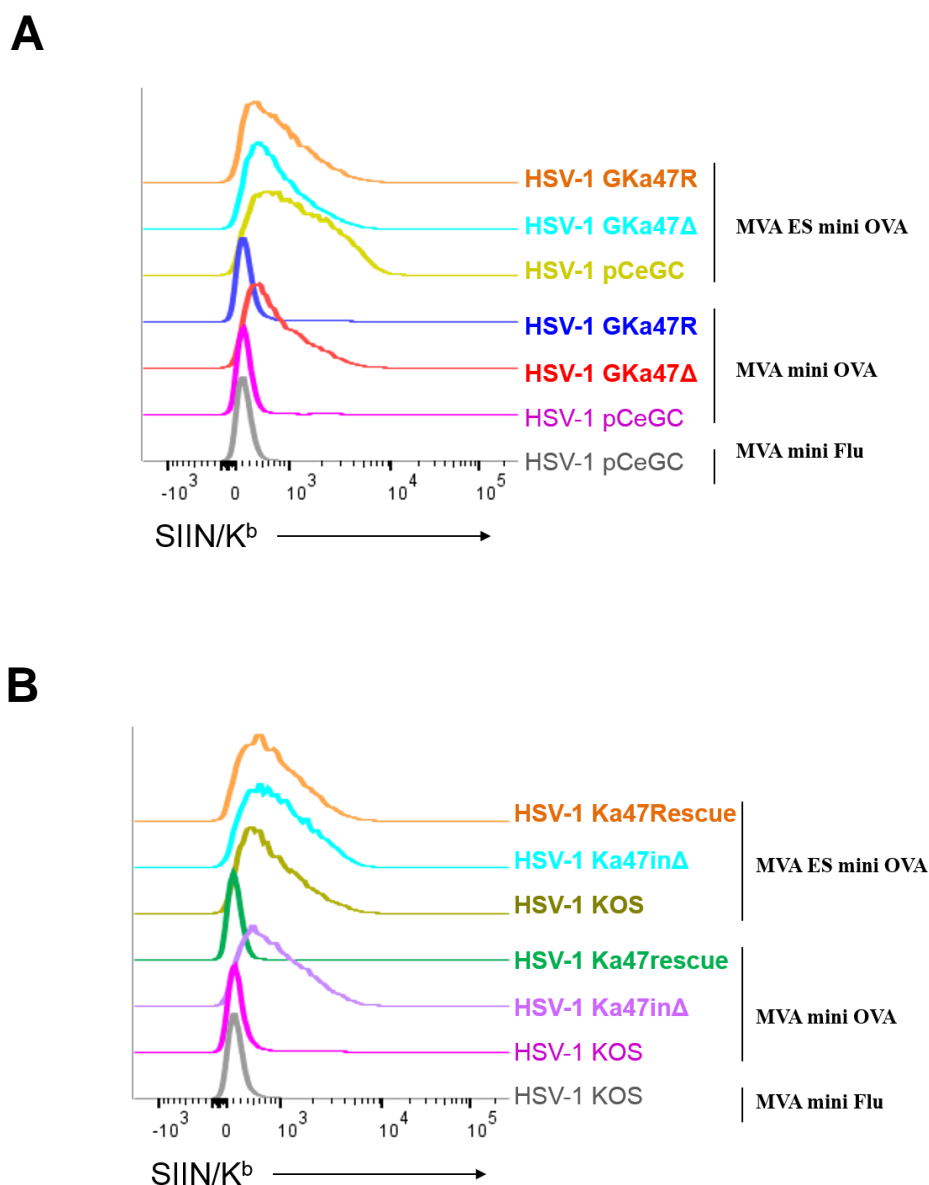 A
HSV-1 GKa47R
HSV-1 GKa47Δ
MVA ES mini OVA
HSV-1 pCeGC
HSV-1 GKa47R
HSV-1 GKa47Δ
MVA mini OVA
HSV-1 pCeGC
HSV-1 pCeGC
MVA mini Flu
-10³ 0 10³ 10⁴ 10⁵
SIIN/Kᵇ
B
HSV-1 Ka47Rescue
HSV-1 Ka47inΔ
MVA ES mini OVA
HSV-1 KOS
HSV-1 Ka47rescue
HSV-1 Ka47inΔ
MVA mini OVA
HSV-1 KOS
HSV-1 KOS
MVA mini Flu
-10³ 0 10³ 10⁴ 10⁵
SIIN/Kᵇ